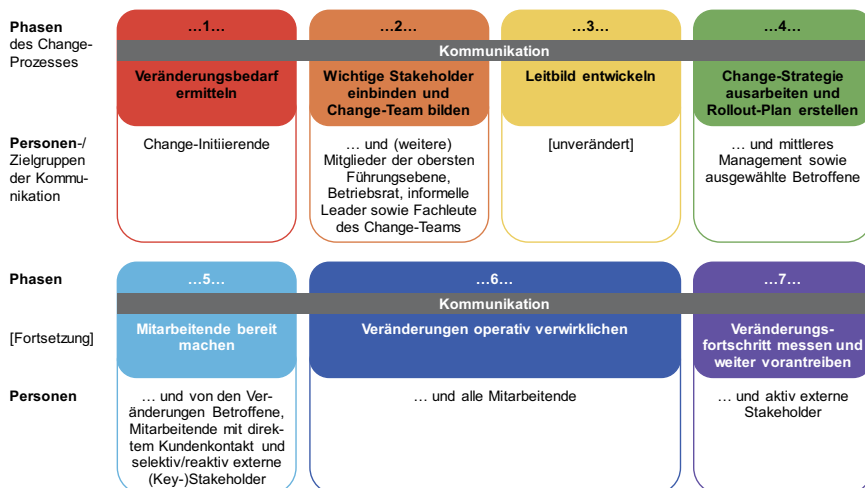 Phasen
des Change-
Prozesses
…1…
…2…
…3…
…4…
Kommunikation
Veränderungsbedarf
ermitteln
Wichtige Stakeholder
einbinden und
Change-Team bilden
Leitbild entwickeln
Change-Strategie
ausarbeiten und
Rollout-Plan erstellen
Personen-/
Zielgruppen
der Kommu-
nikation
Change-Initiierende
… und (weitere)
Mitglieder der obersten
Führungsebene,
Betriebsrat, informelle
Leader sowie Fachleute
des Change-Teams
[unverändert]
… und mittleres
Management sowie
ausgewählte Betroffene
Phasen
…5…
…6…
…7…
Kommunikation
[Fortsetzung]
Mitarbeitende bereit
machen
Veränderungen operativ verwirklichen
Veränderungs-
fortschritt messen und
weiter vorantreiben
Personen
… und von den Ver-
änderungen Betroffene,
Mitarbeitende mit direk-
tem Kundenkontakt und
selektiv/reaktiv externe
(Key-)Stakeholder
… und alle Mitarbeitende
… und aktiv externe
Stakeholder